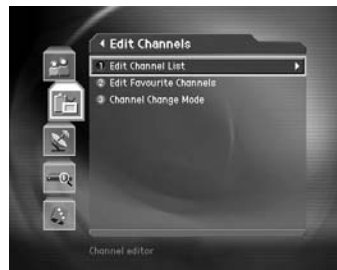 Edit Channels
1 Edit Channel List
2 Edit Favourite Channels
3 Channel Change Mode
Channel editor